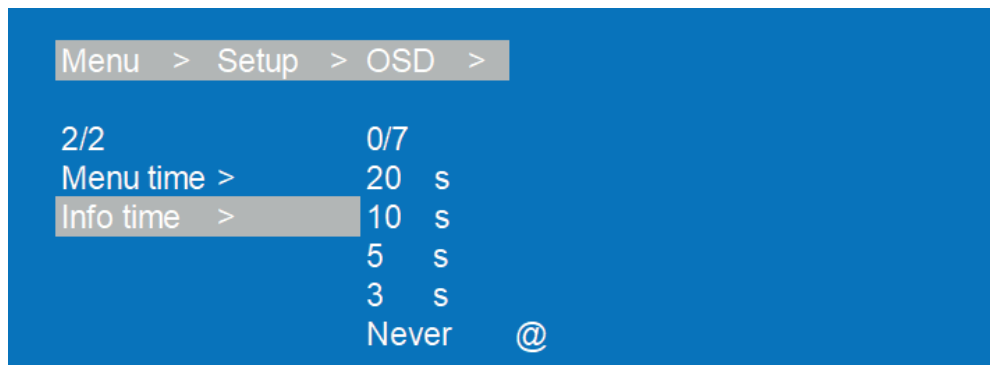 Menu > Setup > OSD >
2/2 0/7
Menu time > 20 s
Info time > 10 s
5 s
3 s
Never @